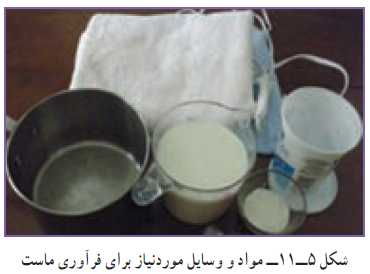 شکل ۵ــ۱۱ــ مواد و وسایل موردنیاز برای فرآوری ماست